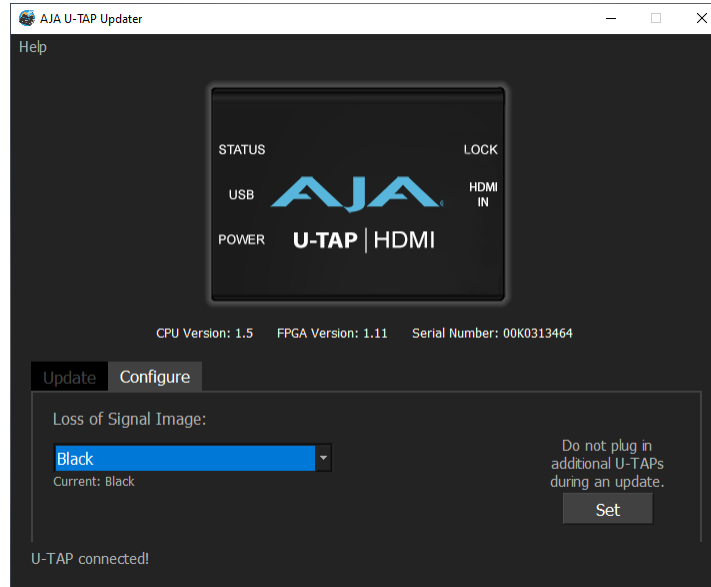 AJA U-TAP Updater
Help
STATUS
LOCK
USB
AJA
HDMI
IN
POWER
U-TAP | HDMI
CPU Version: 1.5 FPGA Version: 1.11 Serial Number: 00K0313464
Update Configure
Loss of Signal Image:
Black
Current: Black
Do not plug in
additional U-TAPs
during an update.
Set
U-TAP connected!